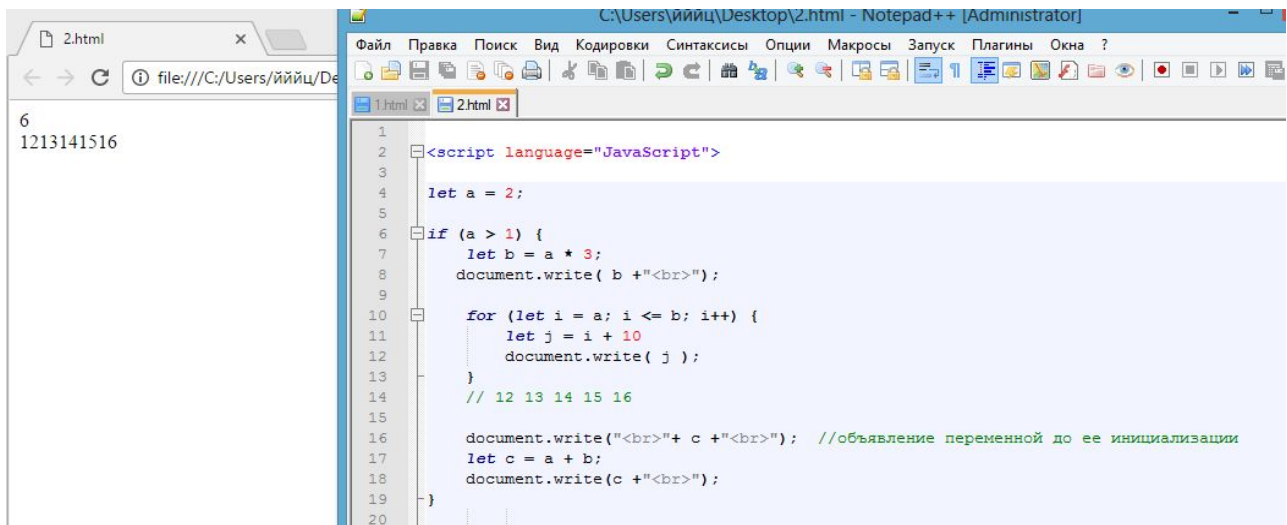 2.html
file:///C:/Users/йййц/De
6
1213141516
C:\Users\йййц\Desktop\2.html - Notepad++ [Administrator]
Файл Правка Поиск Вид Кодировки Синтаксисы Опции Макросы Запуск Плагины Окна ?
1.html 2.html
1
2 <script language="JavaScript">
3
4 let a = 2;
5
6 if (a > 1) {
7 let b = a * 3;
8 document.write( b +"<br>");
9
10 for (let i = a; i <= b; i++) {
11 let j = i + 10
12 document.write( j );
13 }
14 // 12 13 14 15 16
15
16 document.write("<br>"+ c +"<br>"); //объявление переменной до ее инициализации
17 let c = a + b;
18 document.write(c +"<br>");
19 }
20